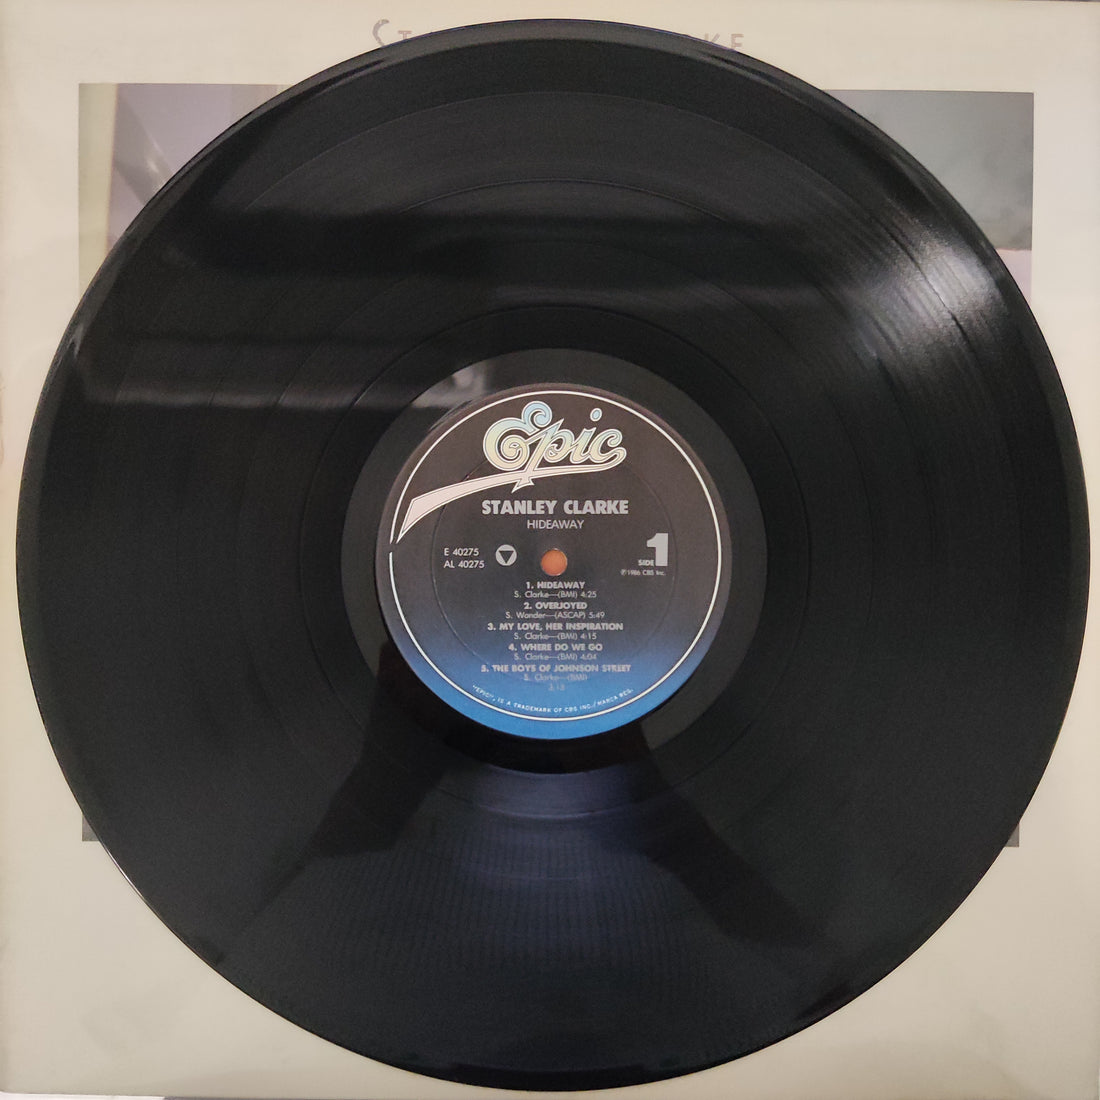 Epic
STANLEY CLARKE
HIDEAWAY
E 40275
AL 40275
SIDE 1
℗ 1986 CBS Inc.
1. HIDEAWAY
S. Clarke—(BMI) 4:25
2. OVERJOYED
S. Wonder—(ASCAP) 5:49
3. MY LOVE, HER INSPIRATION
S. Clarke—(BMI) 4:15
4. WHERE DO WE GO
S. Clarke—(BMI) 4:04
5. THE BOYS OF JOHNSON STREET
S. Clarke—(BMI)
3:18
"EPIC", IS A TRADEMARK OF CBS INC./MARCA REG.